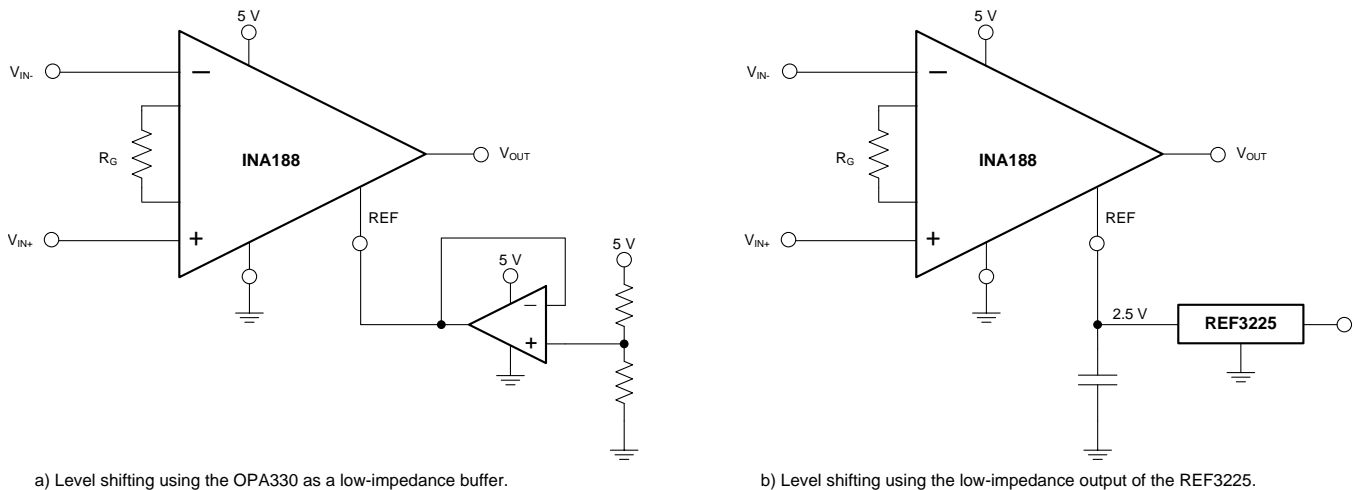 5 V
V_IN-
−
R_G
INA188
V_OUT
V_IN+
+
REF
5 V
5 V
−
+
a) Level shifting using the OPA330 as a low-impedance buffer.
5 V
V_IN-
−
R_G
INA188
V_OUT
V_IN+
+
REF
2.5 V
REF3225
b) Level shifting using the low-impedance output of the REF3225.